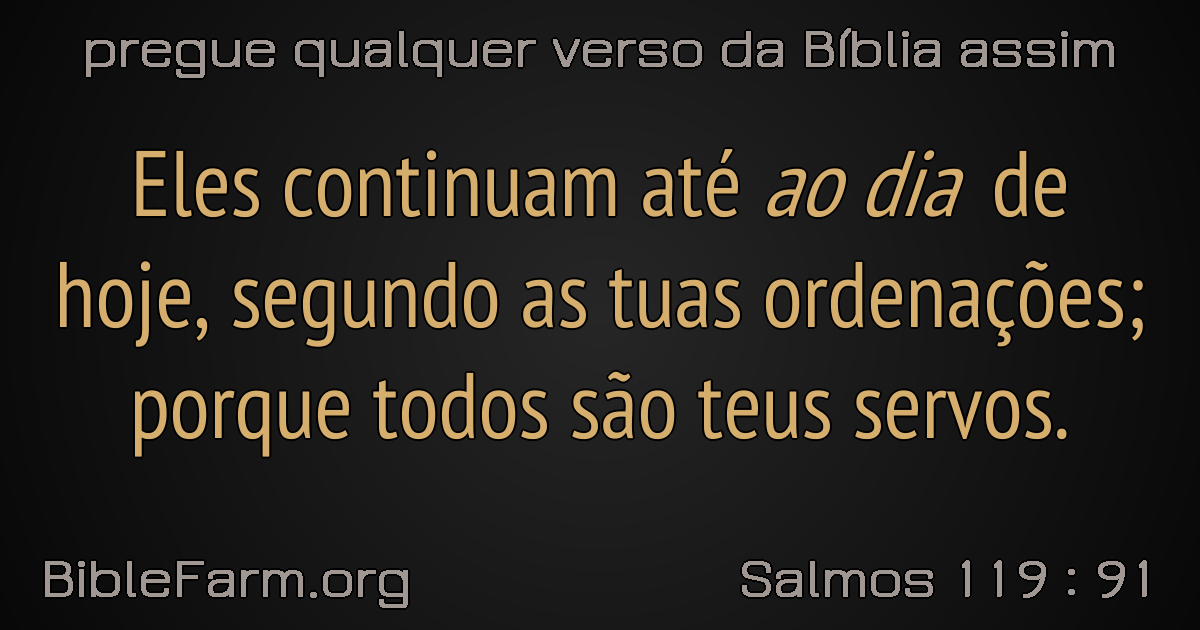 pregue qualquer verso da Bíblia assim
Eles continuam até ao dia de
hoje, segundo as tuas ordenações;
porque todos são teus servos.
BibleFarm.org
Salmos 119 : 91